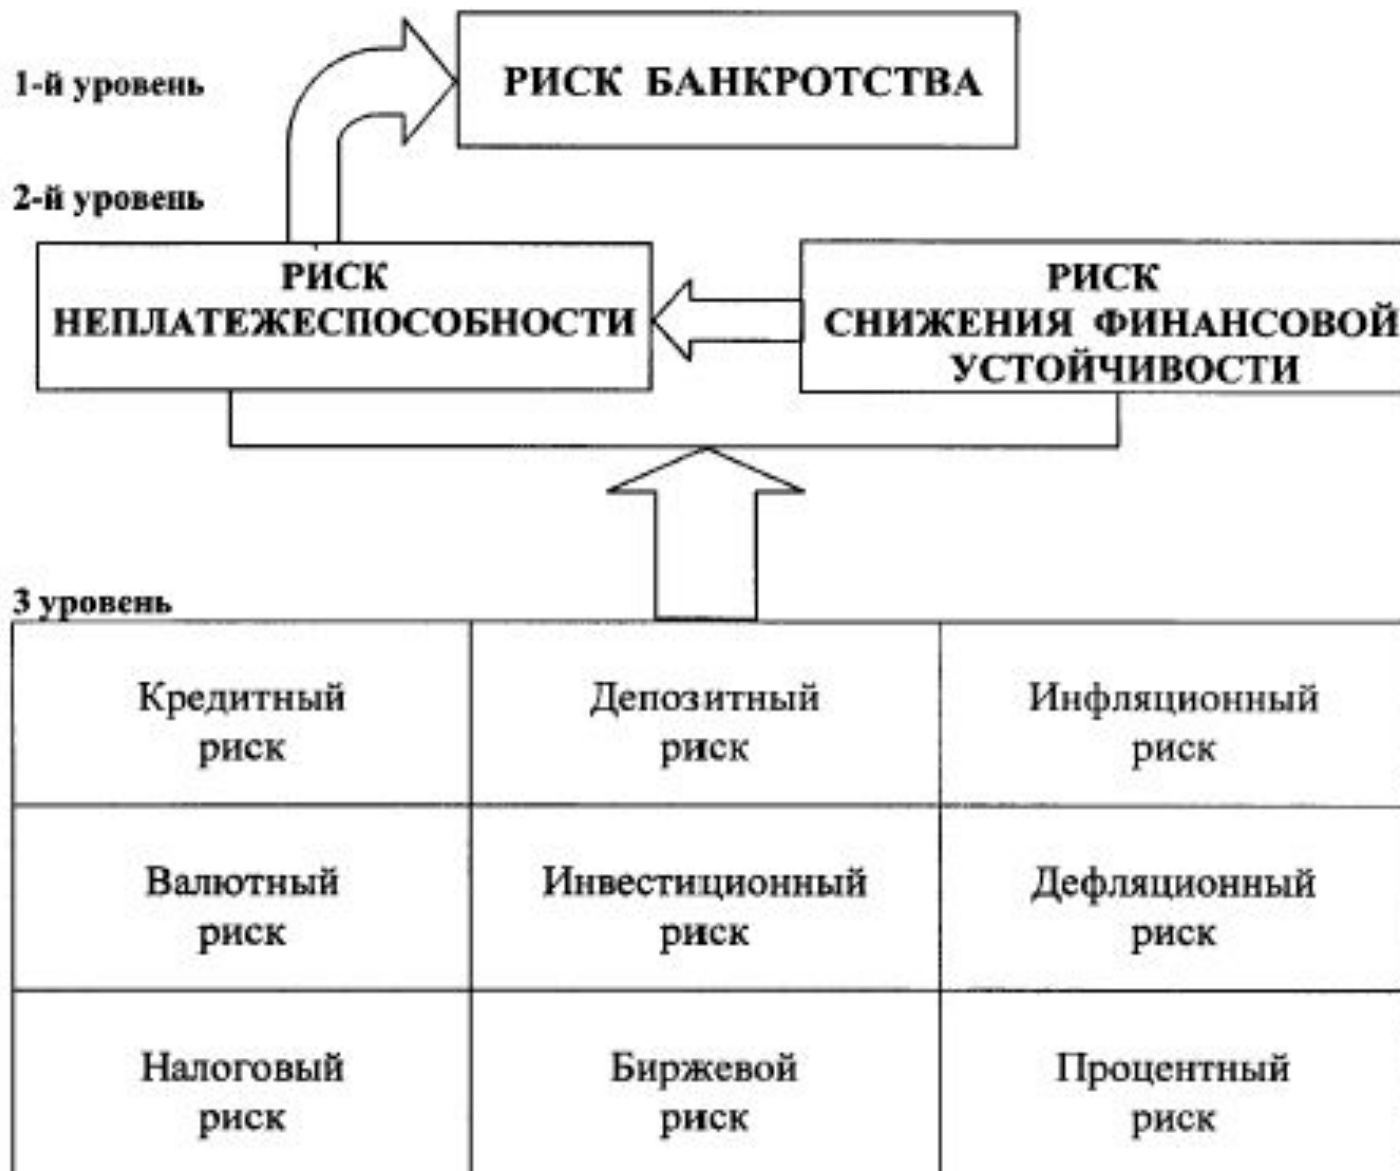 1-й уровень
РИСК БАНКРОТСТВА
2-й уровень
РИСК
НЕПЛАТЕЖЕСПОСОБНОСТИ
РИСК
СНИЖЕНИЯ ФИНАНСОВОЙ
УСТОЙЧИВОСТИ
3 уровень
Кредитный
риск
Депозитный
риск
Инфляционный
риск
Валютный
риск
Инвестиционный
риск
Дефляционный
риск
Налоговый
риск
Биржевой
риск
Процентный
риск